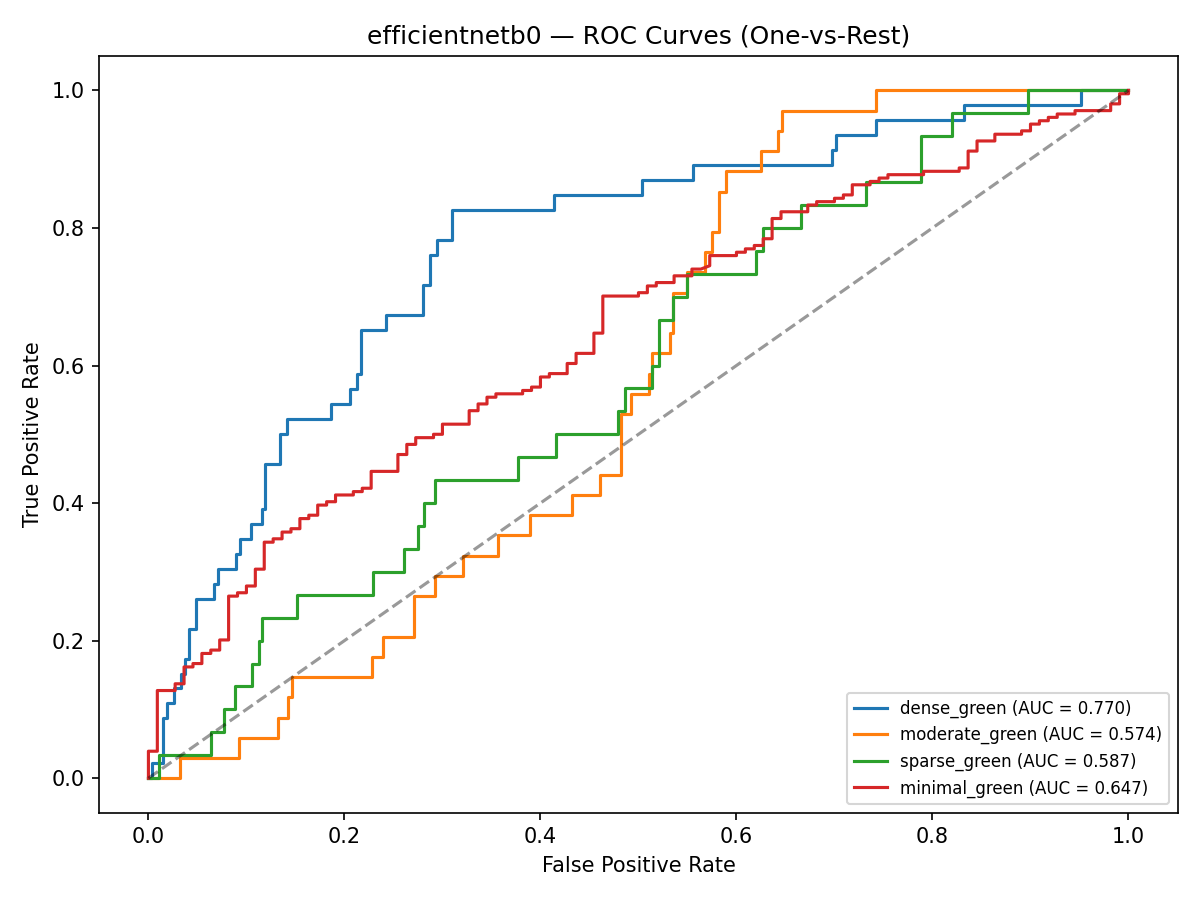 efficientnetb0 — ROC Curves (One-vs-Rest)
True Positive Rate
1.0
0.8
0.6
0.4
0.2
0.0
0.0 0.2 0.4 0.6 0.8 1.0
False Positive Rate
dense_green (AUC = 0.770)
moderate_green (AUC = 0.574)
sparse_green (AUC = 0.587)
minimal_green (AUC = 0.647)